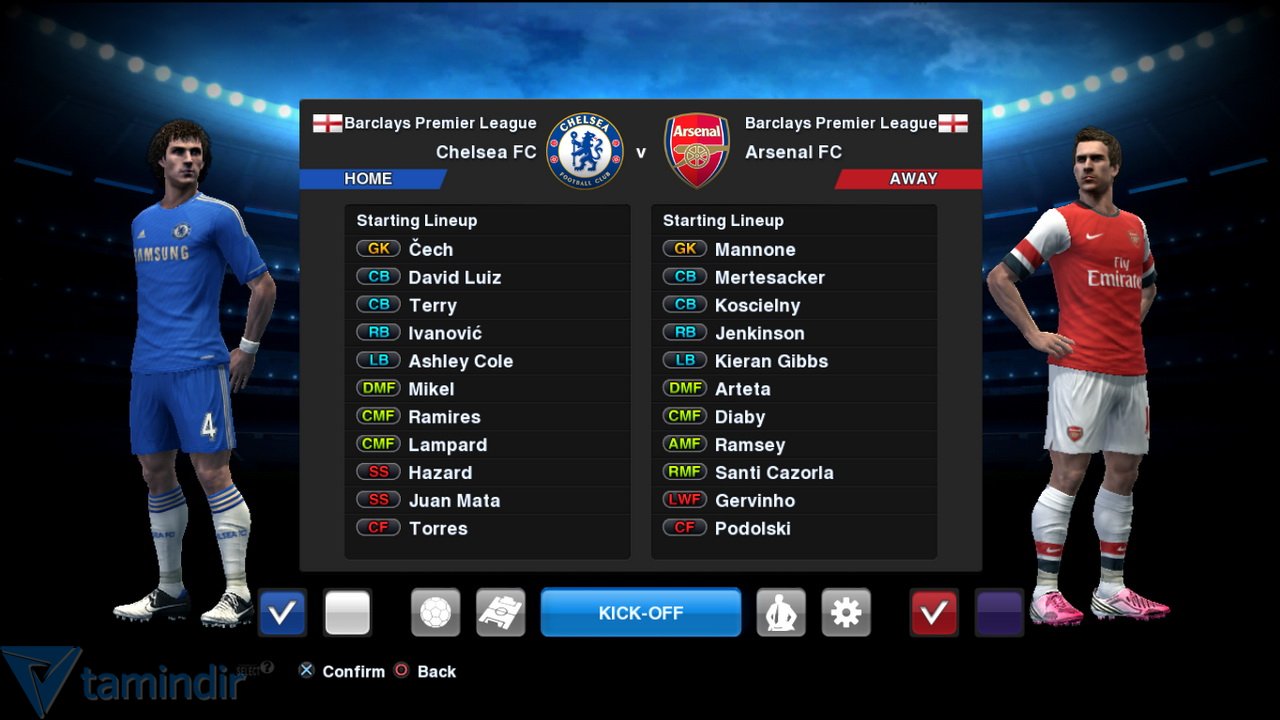 Barclays Premier League
Chelsea FC
CHELSEA
FOOTBALL CLUB
v
Arsenal
Barclays Premier League
Arsenal FC
HOME
AWAY
Starting Lineup
GK Čech
CB David Luiz
CB Terry
RB Ivanović
LB Ashley Cole
DMF Mikel
CMF Ramires
CMF Lampard
SS Hazard
SS Juan Mata
CF Torres
Starting Lineup
GK Mannone
CB Mertesacker
CB Koscielny
RB Jenkinson
LB Kieran Gibbs
DMF Arteta
CMF Diaby
AMF Ramsey
RMF Santi Cazorla
LWF Gervinho
CF Podolski
SAMSUNG
4
Fly
Emirates
KICK-OFF
tamindir
SELECT ?
Confirm
Back